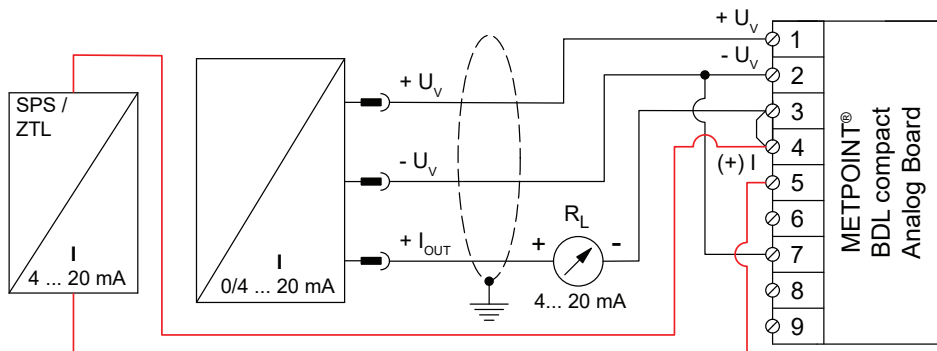 SPS /
ZTL
I
4 ... 20 mA
+ U_V
- U_V
+ I_OUT
I
0/4 ... 20 mA
R_L
+
-
4... 20 mA
+ U_V
- U_V
(+) I
1
2
3
4
5
6
7
8
9
METPOINT®
BDL compact
Analog Board